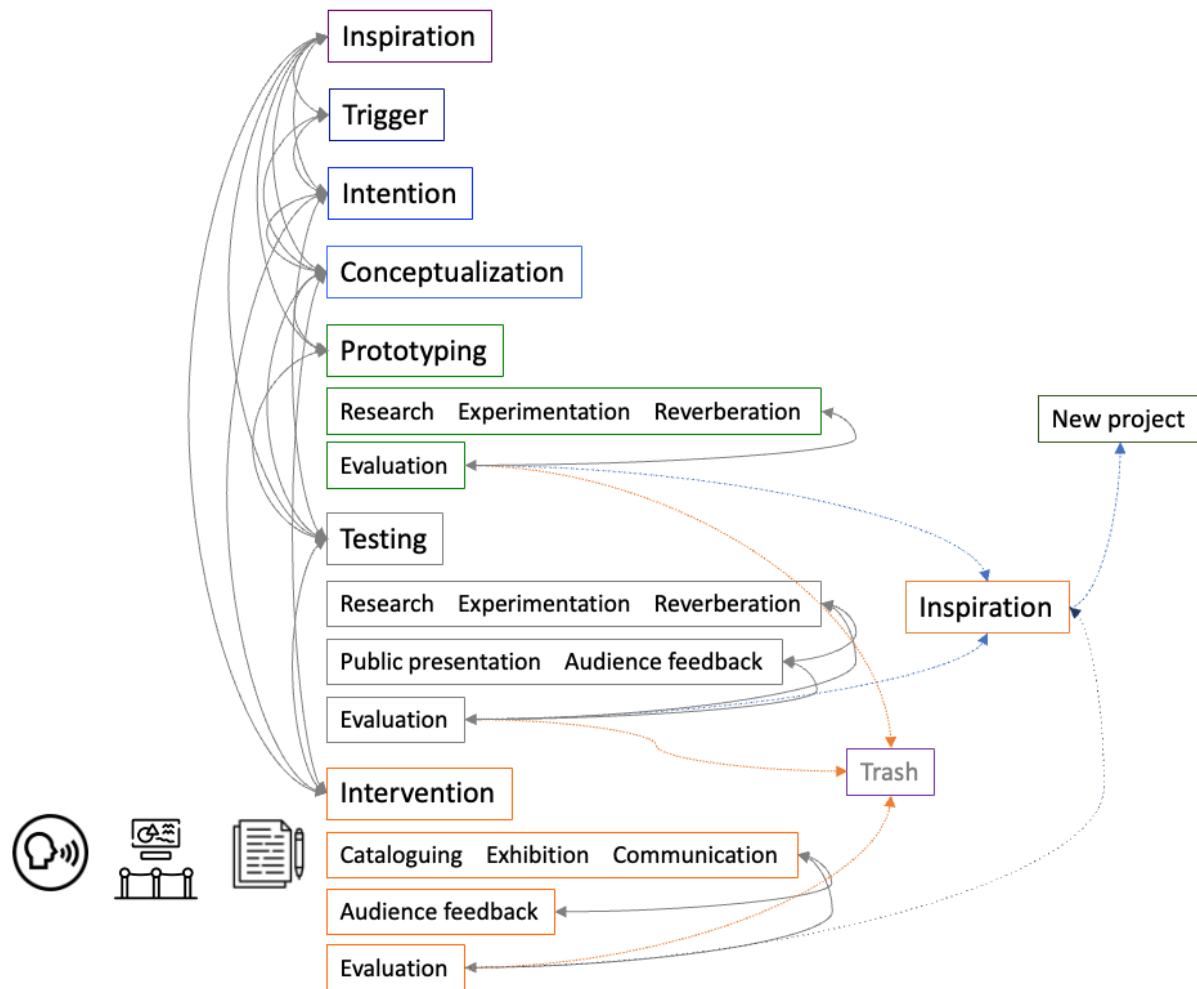 Inspiration
Trigger
Intention
Conceptualization
Prototyping
Research Experimentation Reverberation
Evaluation
New project
Testing
Research Experimentation Reverberation
Inspiration
Public presentation Audience feedback
Evaluation
Trash
Intervention
Cataloguing Exhibition Communication
Audience feedback
Evaluation